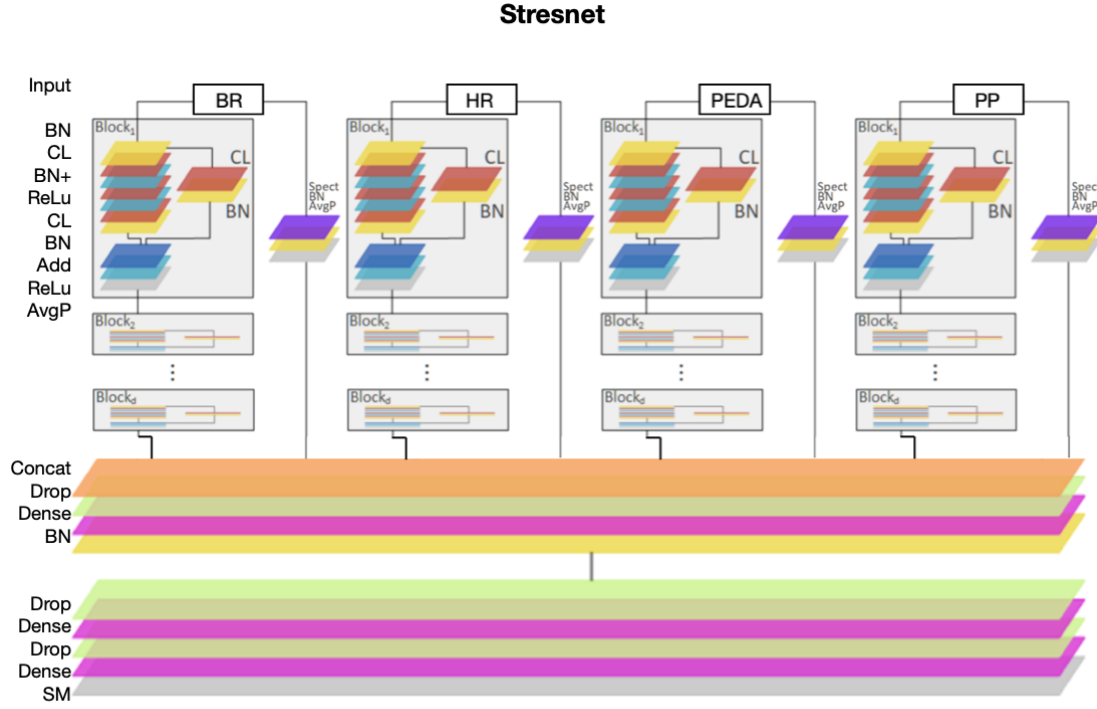 Stresnet
Input
BR
HR
PEDA
PP
BN
CL
BN+
ReLu
CL
BN
Add
ReLu
AvgP
Block1
CL
BN
Spect
BN
AvgP
Block2
Blockd
Block1
CL
BN
Spect
BN
AvgP
Block2
Blockd
Block1
CL
BN
Spect
BN
AvgP
Block2
Blockd
Block1
CL
BN
Spect
BN
AvgP
Block2
Blockd
Concat
Drop
Dense
BN
Drop
Dense
Drop
Dense
SM